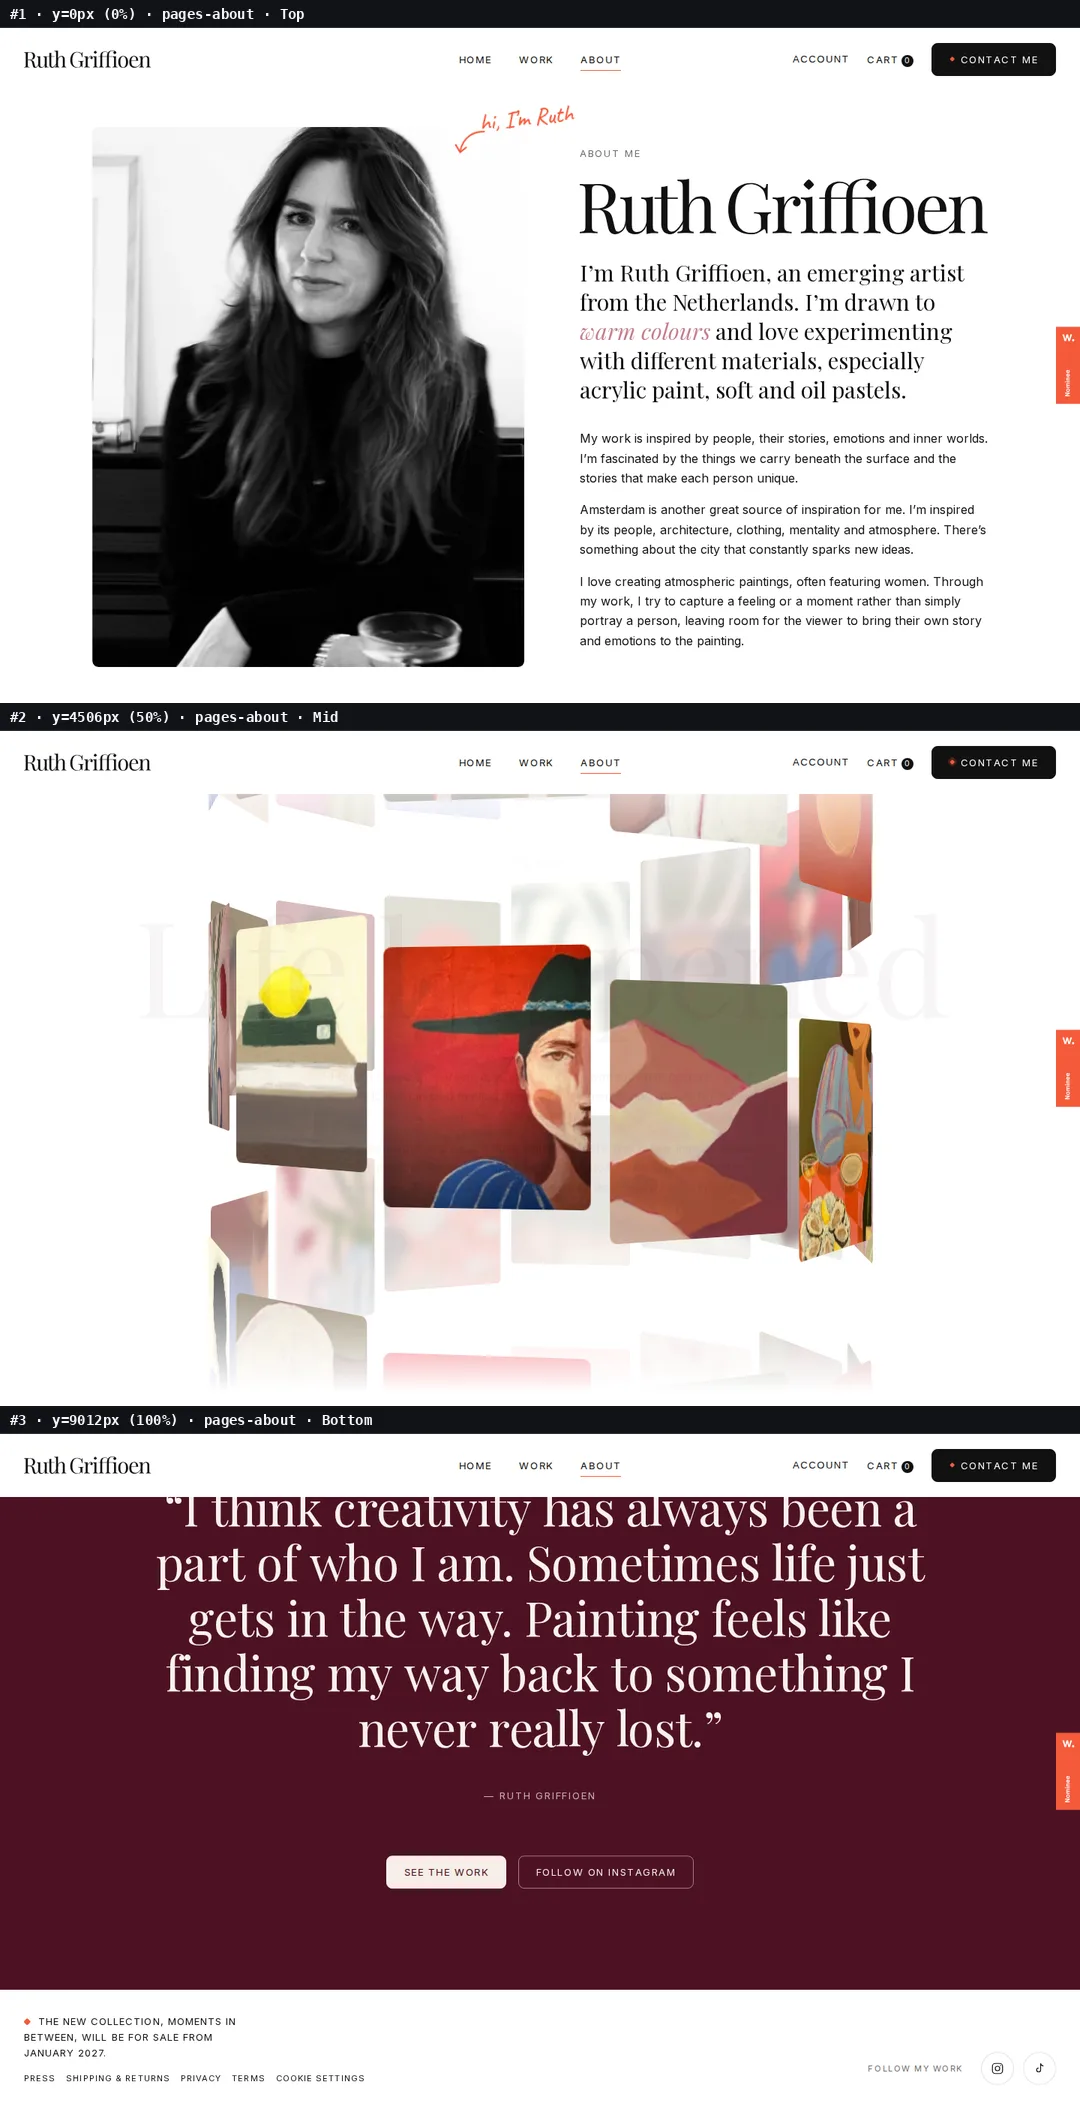 #1 · y=0px (0%) · pages-about · Top
Ruth Griffioen
HOME WORK ABOUT
ACCOUNT CART 0 CONTACT ME
hi, I'm Ruth
ABOUT ME
Ruth Griffioen
I’m Ruth Griffioen, an emerging artist
from the Netherlands. I’m drawn to
warm colours and love experimenting
with different materials, especially
acrylic paint, soft and oil pastels.
W.
Nominee
My work is inspired by people, their stories, emotions and inner worlds.
I’m fascinated by the things we carry beneath the surface and the
stories that make each person unique.
Amsterdam is another great source of inspiration for me. I’m inspired
by its people, architecture, clothing, mentality and atmosphere. There’s
something about the city that constantly sparks new ideas.
I love creating atmospheric paintings, often featuring women. Through
my work, I try to capture a feeling or a moment rather than simply
portray a person, leaving room for the viewer to bring their own story
and emotions to the painting.
#2 · y=4506px (50%) · pages-about · Mid
Ruth Griffioen
HOME WORK ABOUT
ACCOUNT CART 0 CONTACT ME
W.
Nominee
#3 · y=9012px (100%) · pages-about · Bottom
Ruth Griffioen
HOME WORK ABOUT
ACCOUNT CART 0 CONTACT ME
“I think creativity has always been a
part of who I am. Sometimes life just
gets in the way. Painting feels like
finding my way back to something I
never really lost.”
W.
Nominee
— RUTH GRIFFIOEN
SEE THE WORK FOLLOW ON INSTAGRAM
THE NEW COLLECTION, MOMENTS IN
BETWEEN, WILL BE FOR SALE FROM
JANUARY 2027.
PRESS SHIPPING & RETURNS PRIVACY TERMS COOKIE SETTINGS
FOLLOW MY WORK